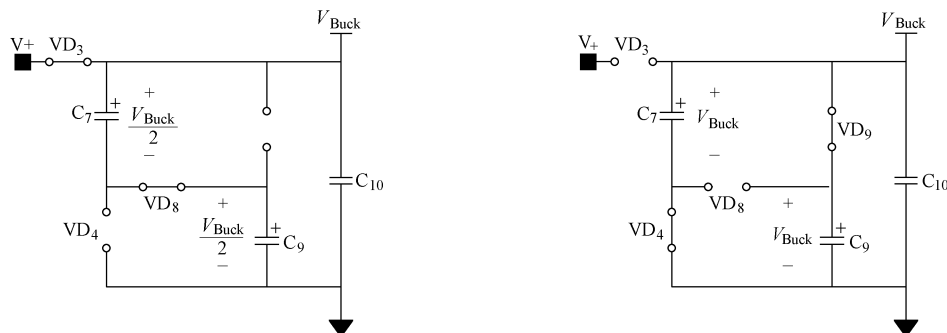 V_Buck
V+ VD₃
C₇ + + V_Buck/2 −
VD₈
C₁₀
VD₄ + V_Buck/2 − + C₉
V_Buck
V+ VD₃
C₇ + + V_Buck −
VD₉
VD₈
C₁₀
VD₄ + V_Buck − + C₉